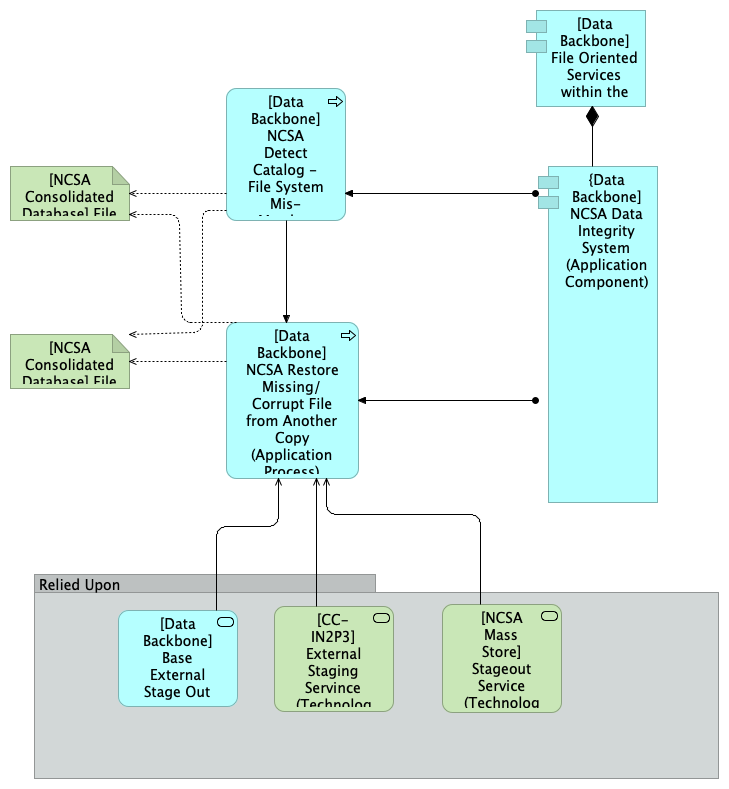 [Data
Backbone]
File Oriented
Services
within the
[Data
Backbone]
NCSA
Detect
Catalog –
File System
Mis-
[NCSA
Consolidated
Database] File
{Data
Backbone]
NCSA Data
Integrity
System
(Application
Component)
[Data
Backbone]
NCSA Restore
Missing/
Corrupt File
from Another
Copy
(Application
Process)
[NCSA
Consolidated
Database] File
Relied Upon
[Data
Backbone]
Base
External
Stage Out
[CC-
IN2P3]
External
Staging
Servince
(Technolog
[NCSA
Mass
Store]
Stageout
Service
(Technolog